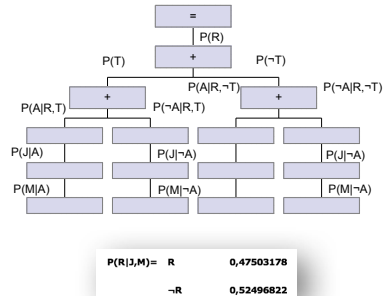 =
P(R)
+
P(T) P(¬T)
P(A|R,¬T) P(¬A|R,¬T)
+ +
P(A|R,T) P(¬A|R,T)
P(J|A) P(J|¬A) P(J|¬A)
P(M|A) P(M|¬A) P(M|¬A)
P(R|J,M)= R 0,47503178
¬R 0,52496822